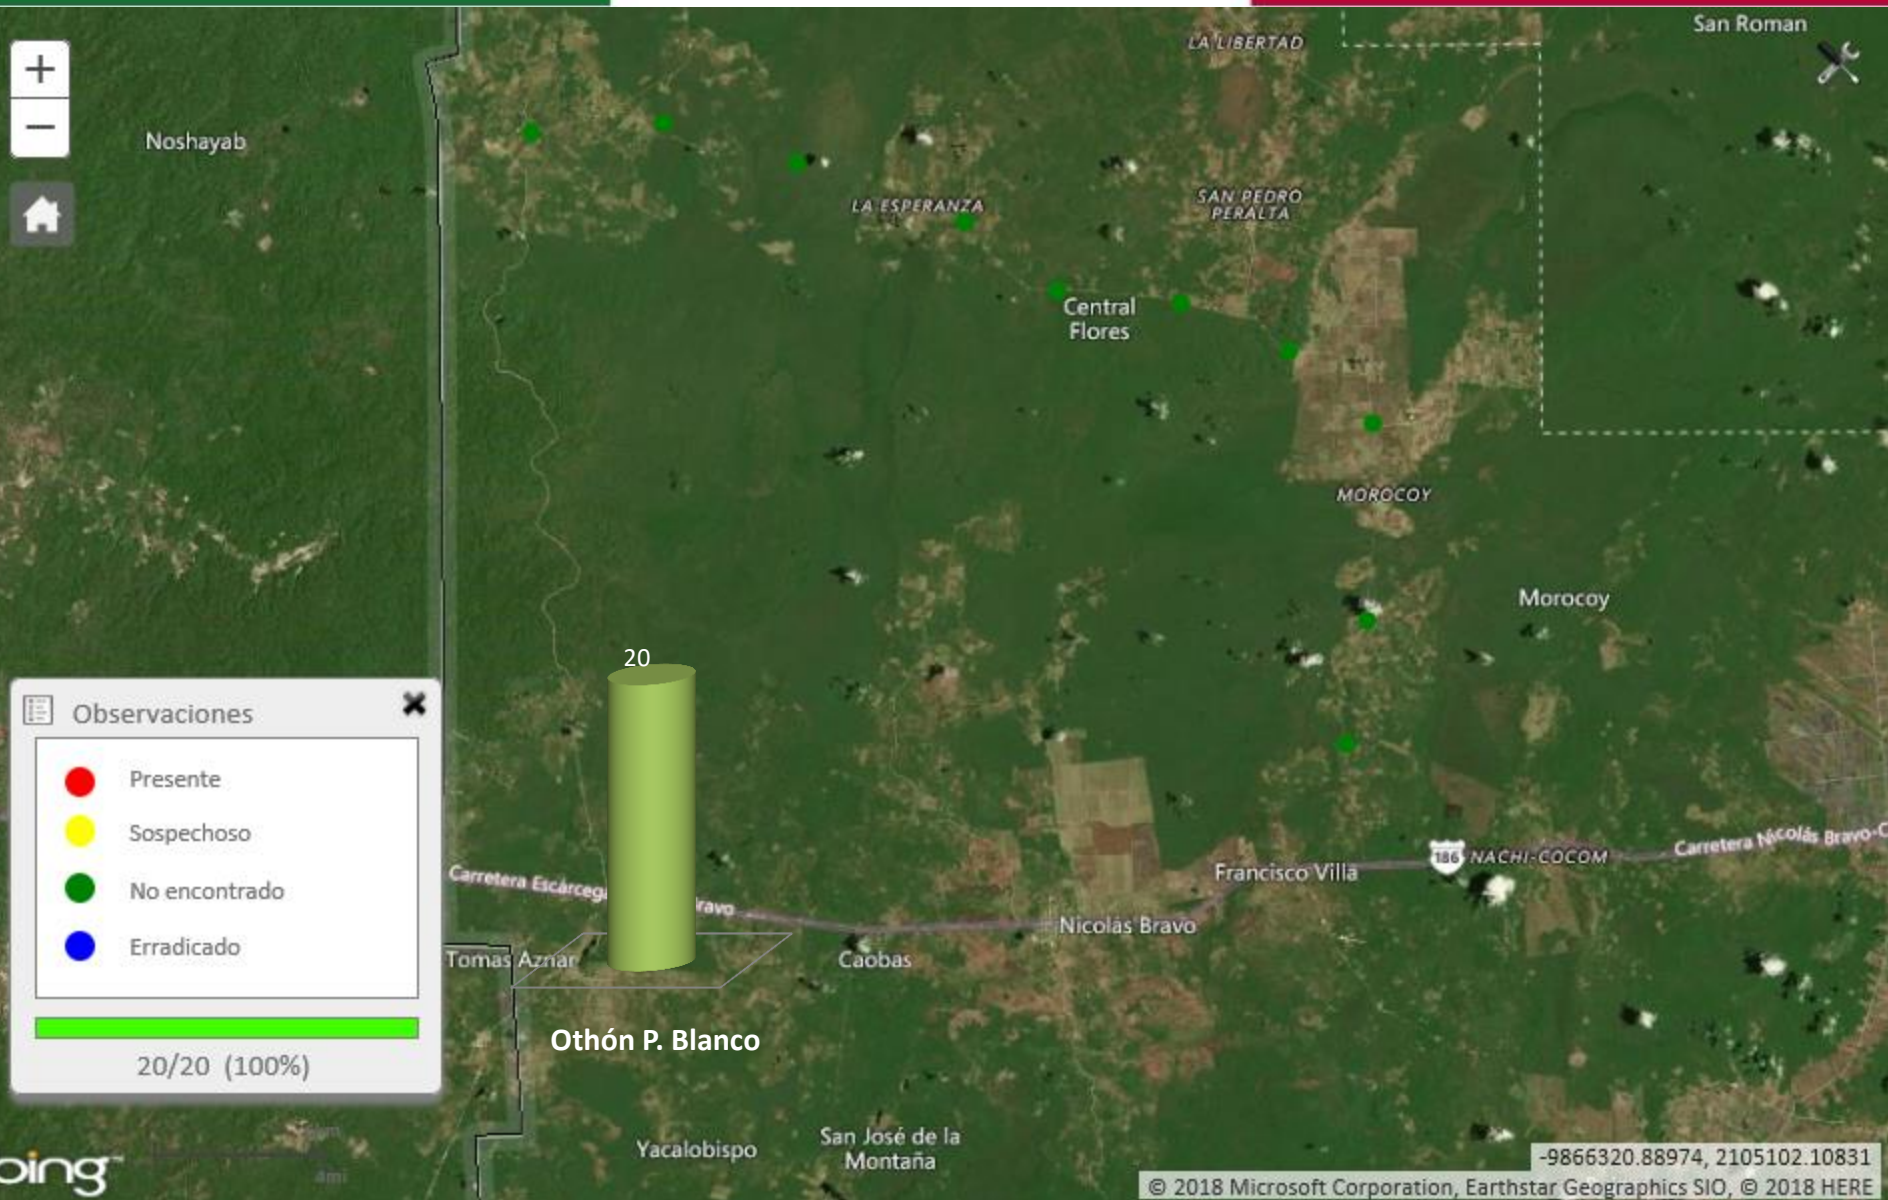 San Roman
LA LIBERTAD
+
−
Noshayab
SAN PEDRO
PERALTA
LA ESPERANZA
Central
Flores
MOROCOY
Morocoy
20
Observaciones
Presente
Sospechoso
No encontrado
Erradicado
20/20 (100%)
Carretera Nicolás Bravo-C
186
NACHI-COCOM
Francisco Villa
Carretera Escárcega
ravo
Nicolás Bravo
Tomas Aznar
Caobas
Othón P. Blanco
San José de la
Montaña
Yacalobispo
4mi
bing
-9866320.88974, 2105102.10831
© 2018 Microsoft Corporation, Earthstar Geographics SIO, © 2018 HERE